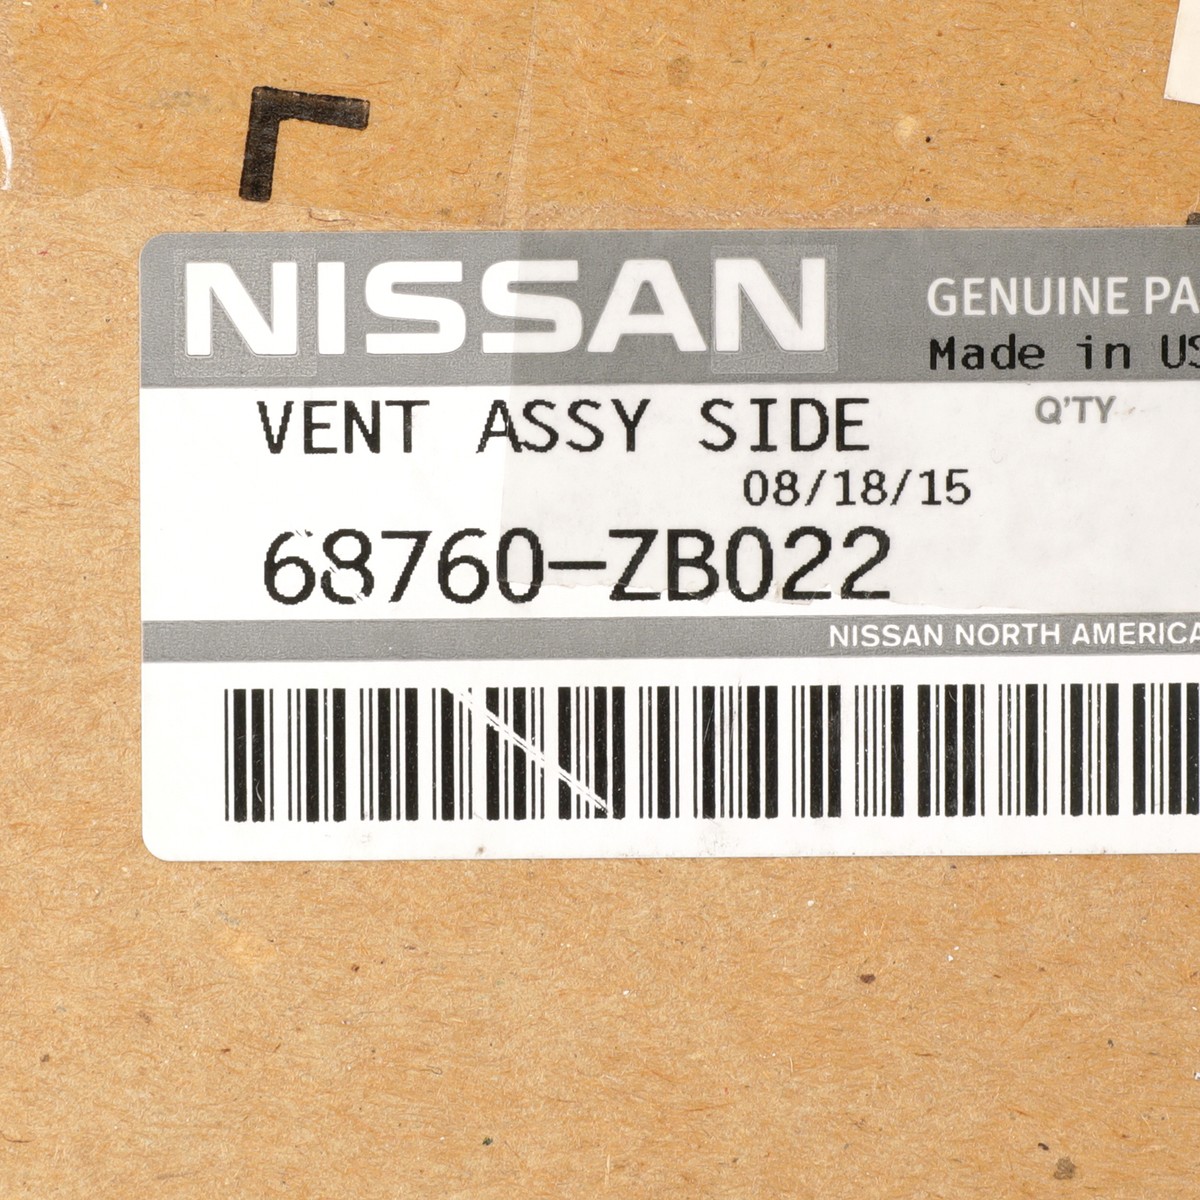 NISSAN
GENUINE PA
Made in US
VENT ASSY SIDE
Q'TY
08/18/15
68760-ZB022
NISSAN NORTH AMERICA